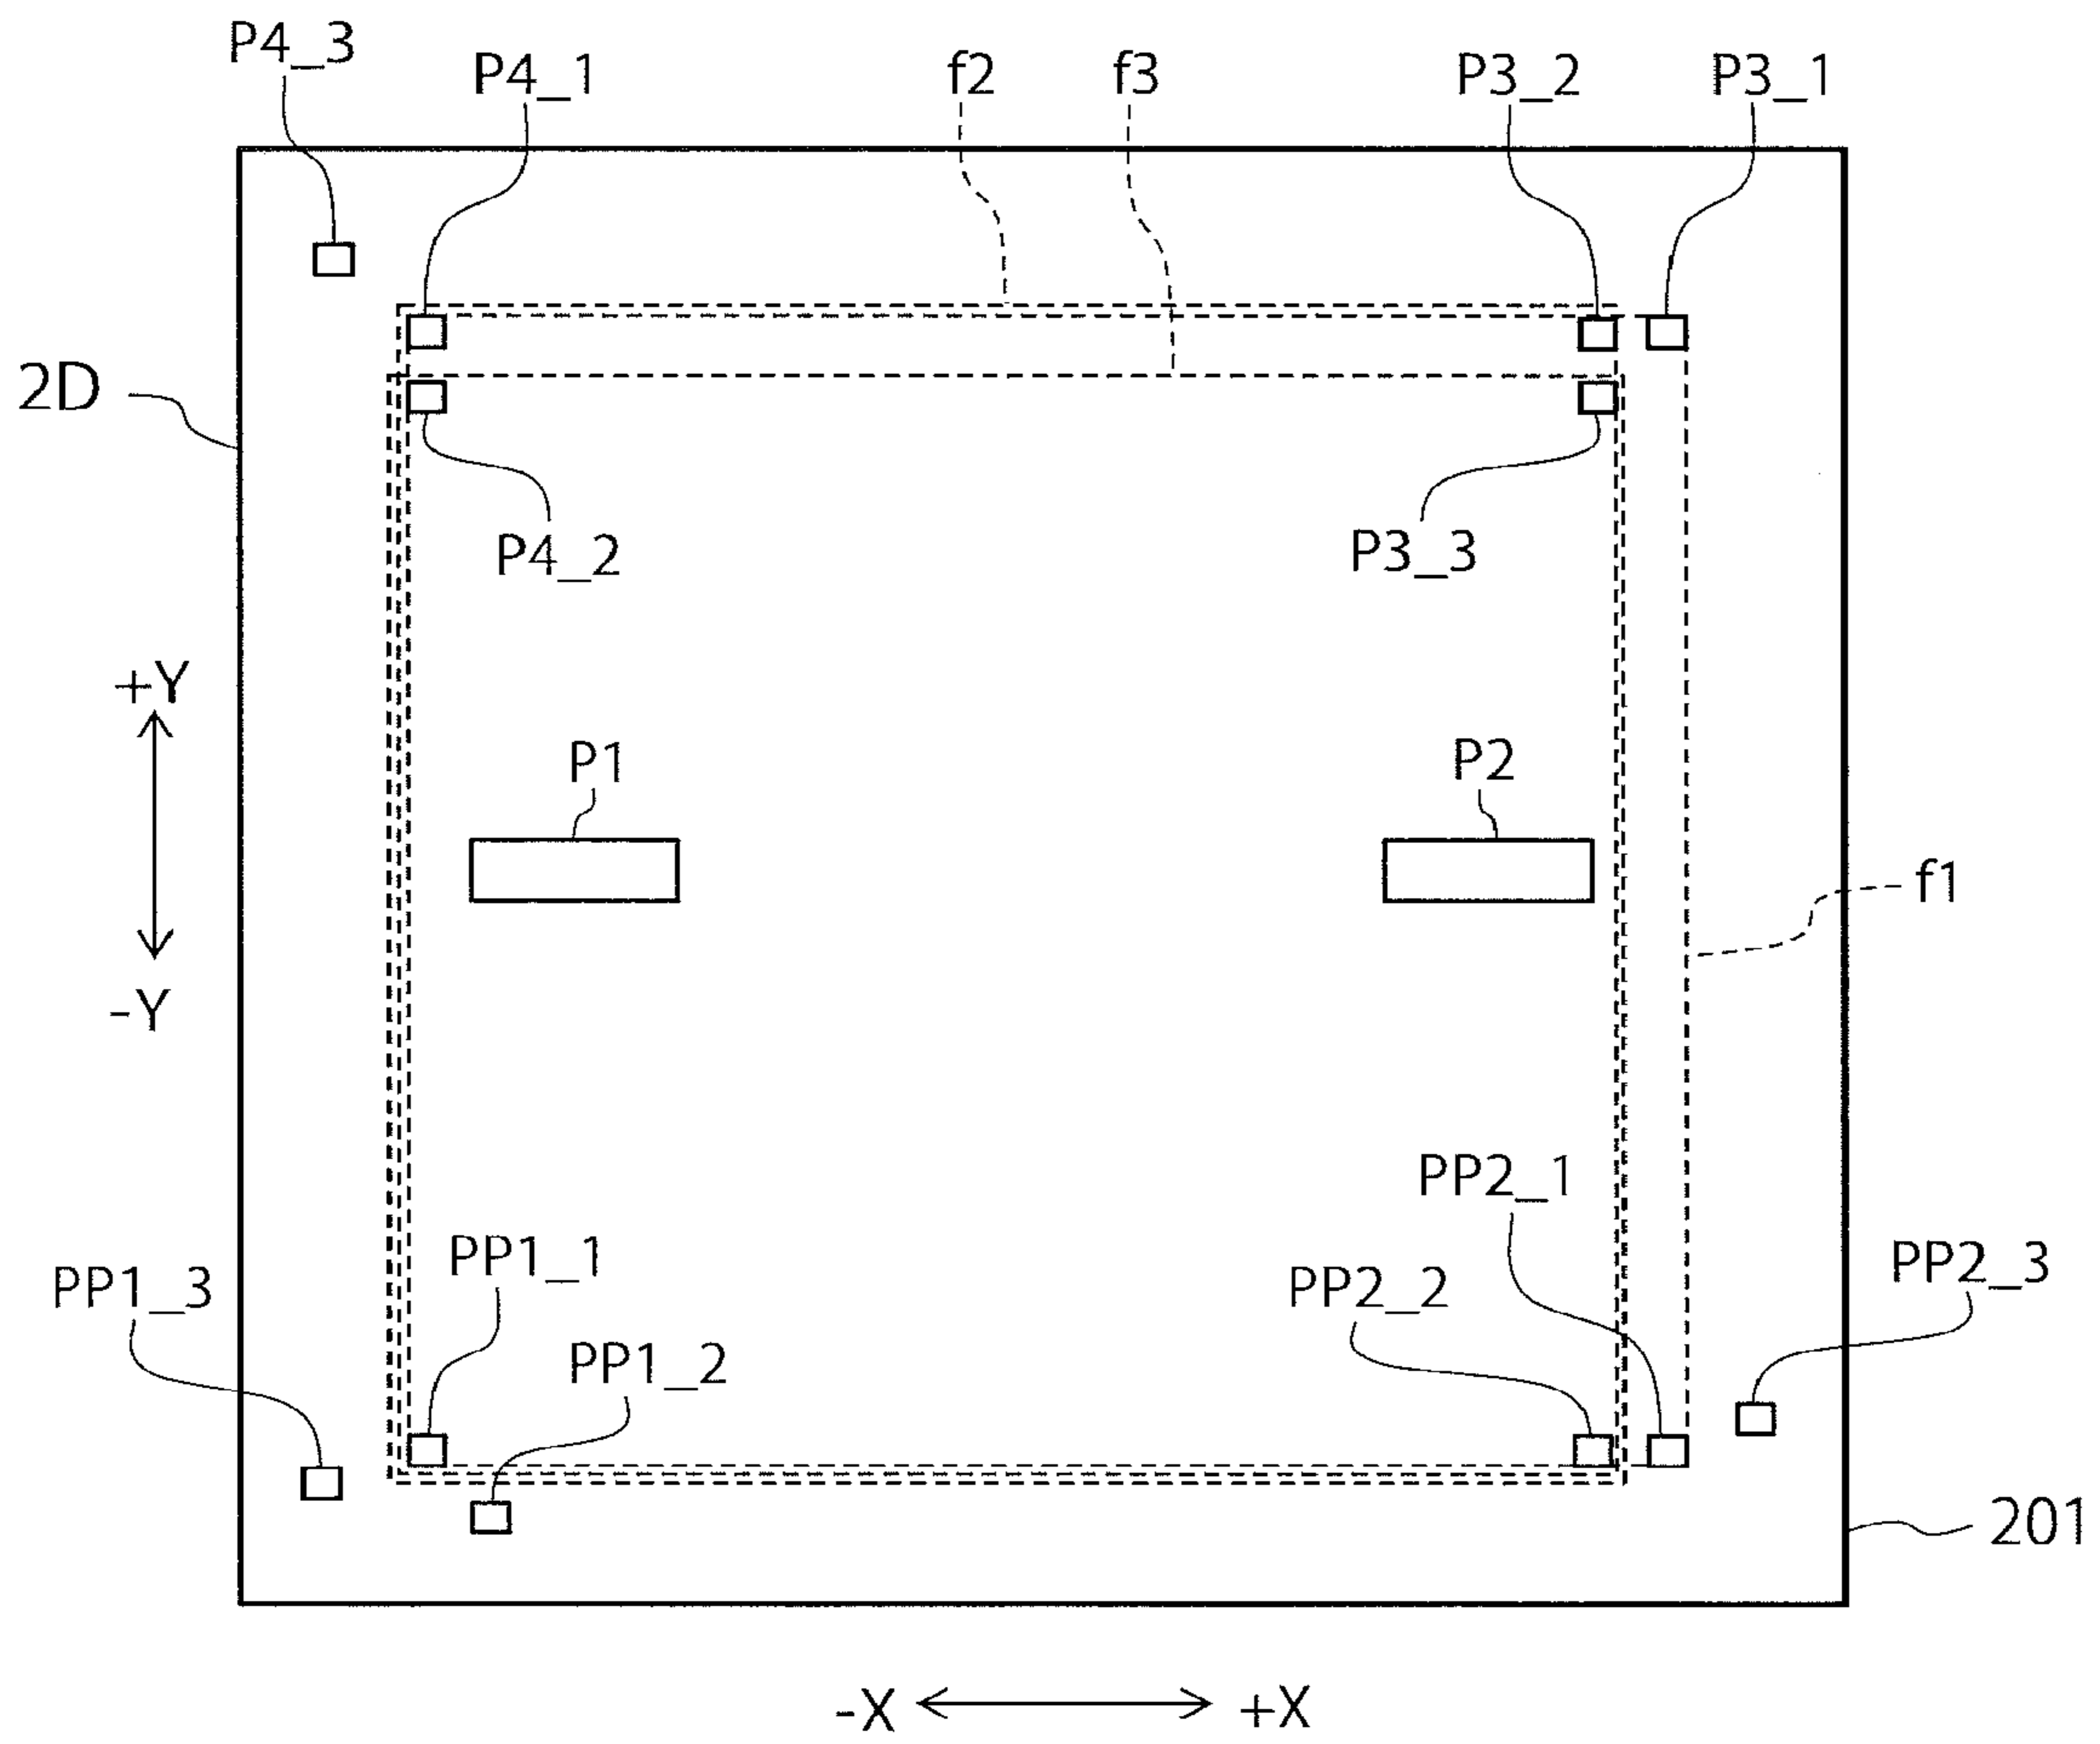 P4_3
P4_1
f2
f3
P3_2
P3_1
2D
P4_2
P3_3
+Y
P1
P2
f1
-Y
PP2_1
PP1_1
PP2_3
PP1_3
PP2_2
PP1_2
201
-X
+X